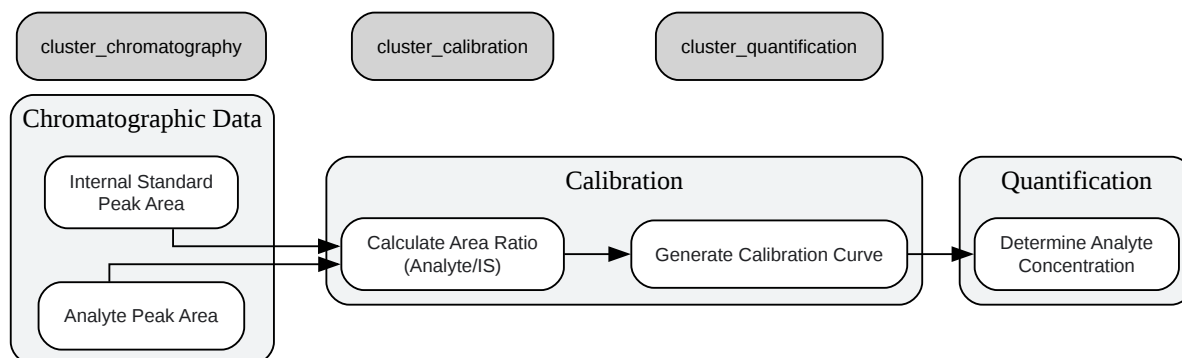 cluster_chromatography
cluster_calibration
cluster_quantification
Chromatographic Data
Internal Standard
Peak Area
Analyte Peak Area
Calibration
Calculate Area Ratio
(Analyte/IS)
Generate Calibration Curve
Quantification
Determine Analyte
Concentration